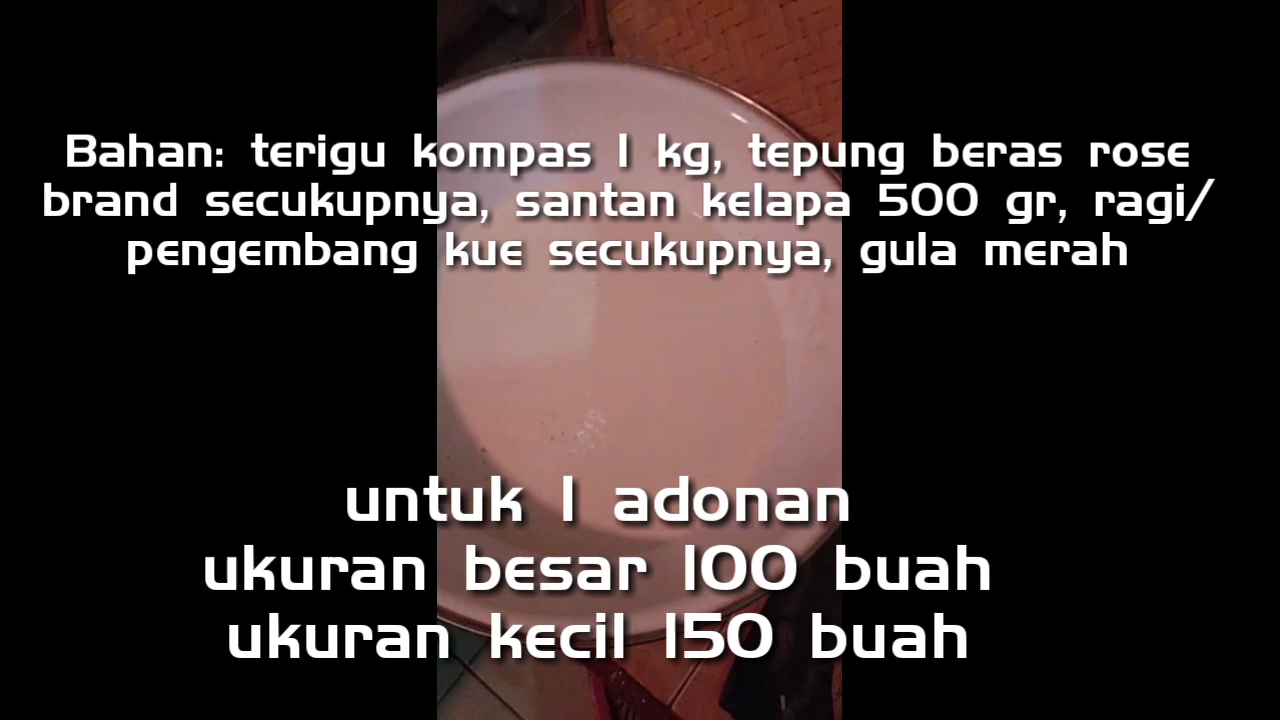 Bahan: terigu kompas 1 kg, tepung beras rose
brand secukupnya, santan kelapa 500 gr, ragi/
pengembang kue secukupnya, gula merah
untuk 1 adonan
ukuran besar 100 buah
ukuran kecil 150 buah